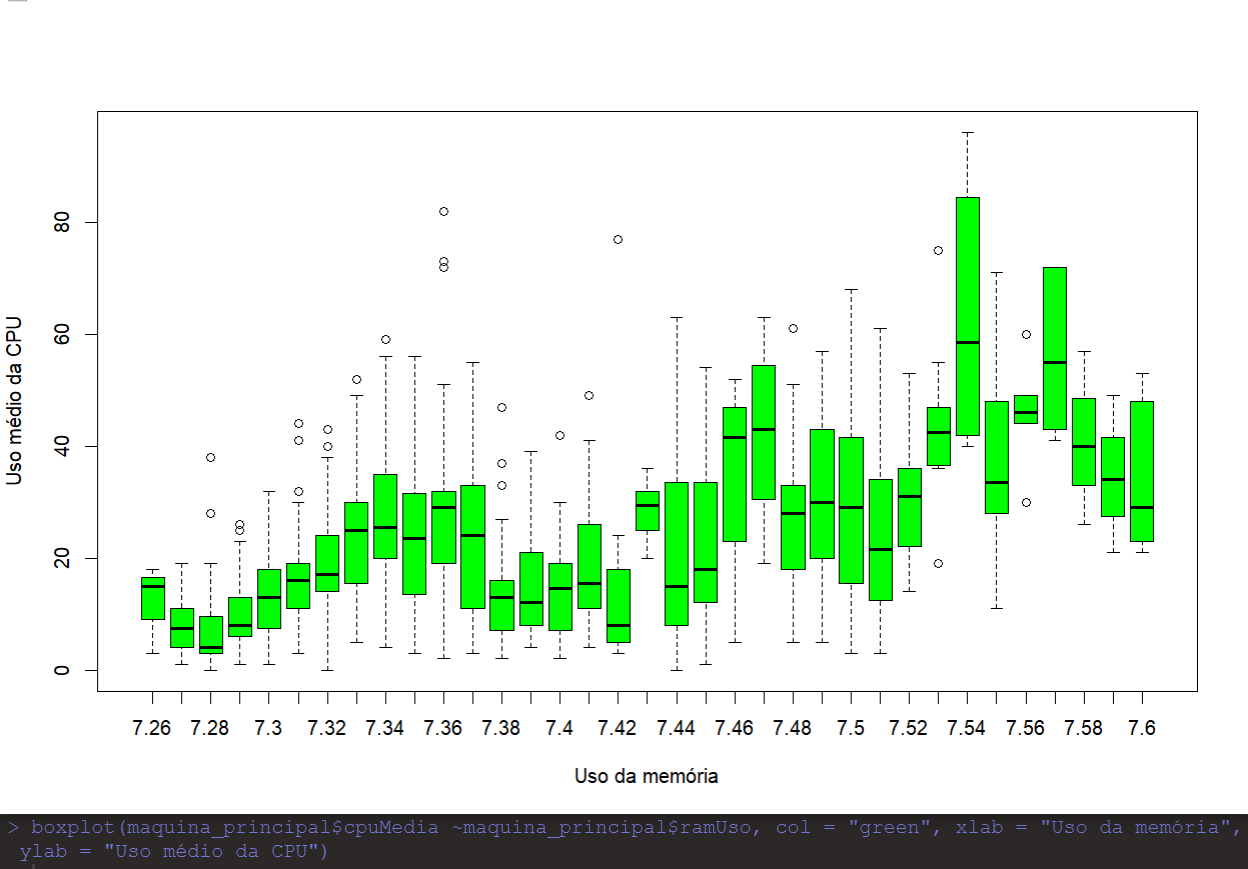 Uso médio da CPU
80
60
40
20
0
7.26 7.28 7.3 7.32 7.34 7.36 7.38 7.4 7.42 7.44 7.46 7.48 7.5 7.52 7.54 7.56 7.58 7.6
Uso da memória
> boxplot(maquina_principal$cpuMedia ~maquina_principal$ramUso, col = "green", xlab = "Uso da memória",
ylab = "Uso médio da CPU")